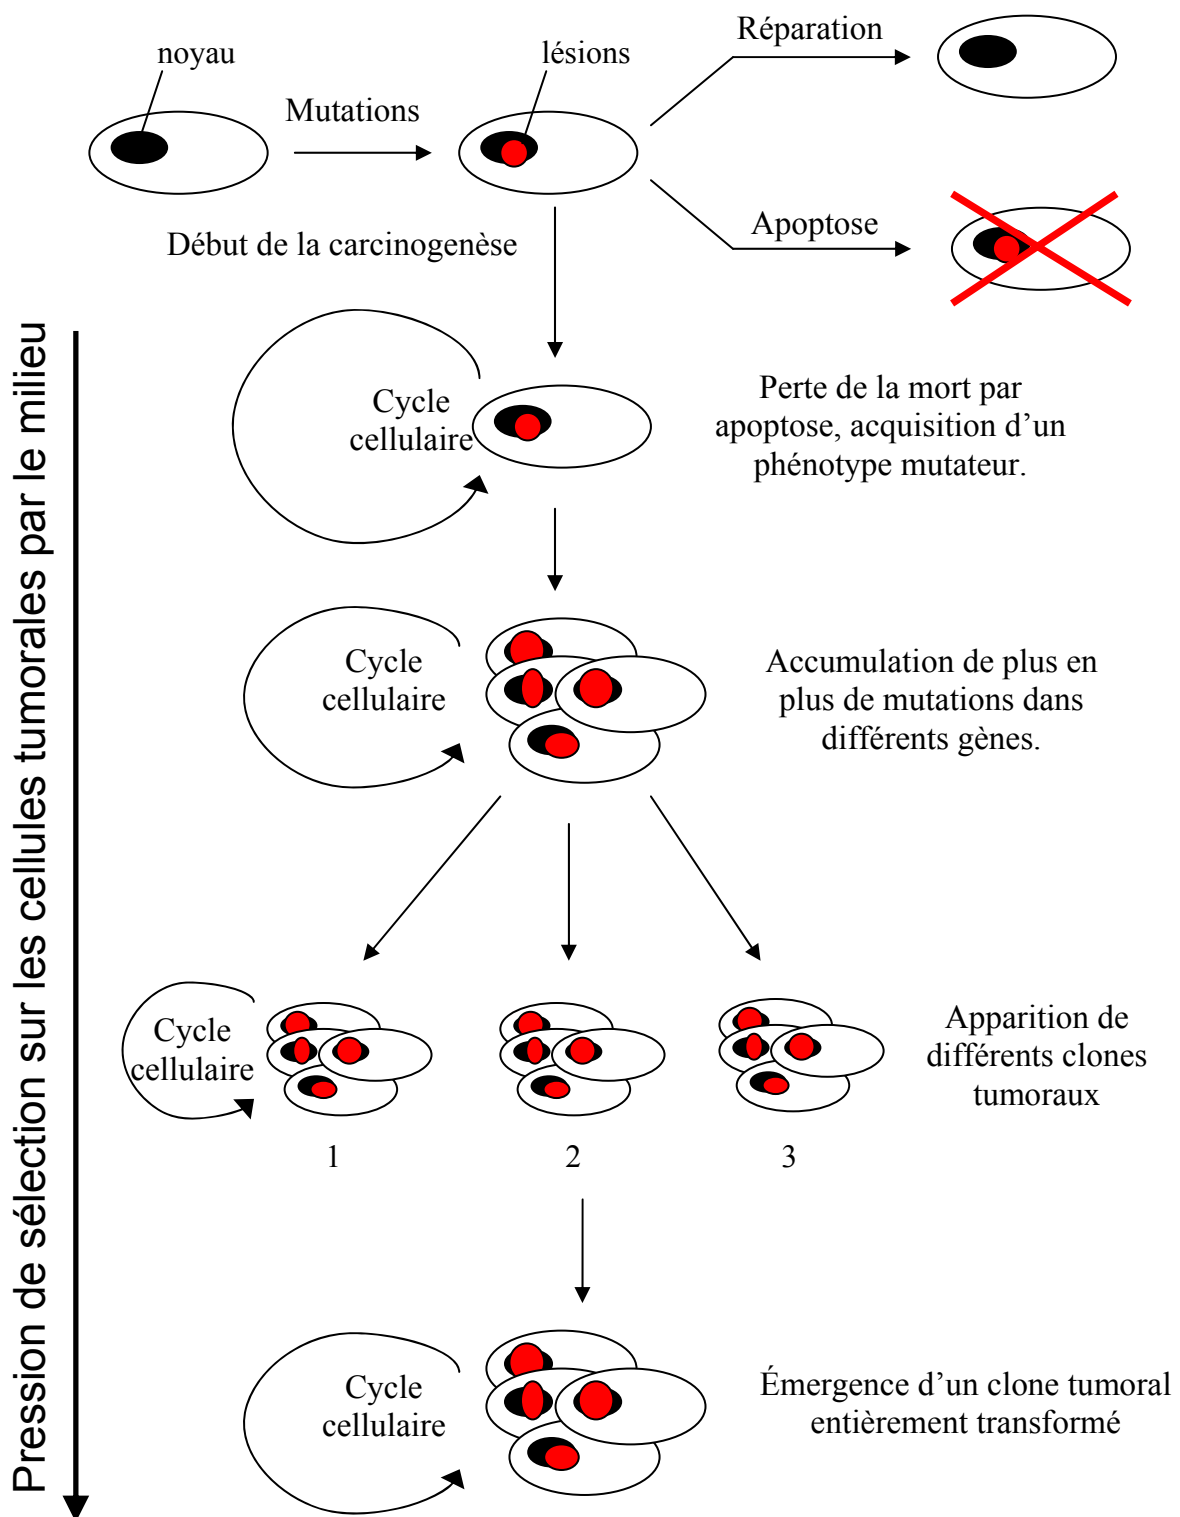 Réparation
noyau
lésions
Mutations
Apoptose
Début de la carcinogenèse
Pression de sélection sur les cellules tumorales par le milieu
Cycle
cellulaire
Perte de la mort par
apoptose, acquisition d’un
phénotype mutateur.
Cycle
cellulaire
Accumulation de plus en
plus de mutations dans
différents gènes.
Cycle
cellulaire
Apparition de
différents clones
tumoraux
1
2
3
Cycle
cellulaire
Émergence d’un clone tumoral
entièrement transformé